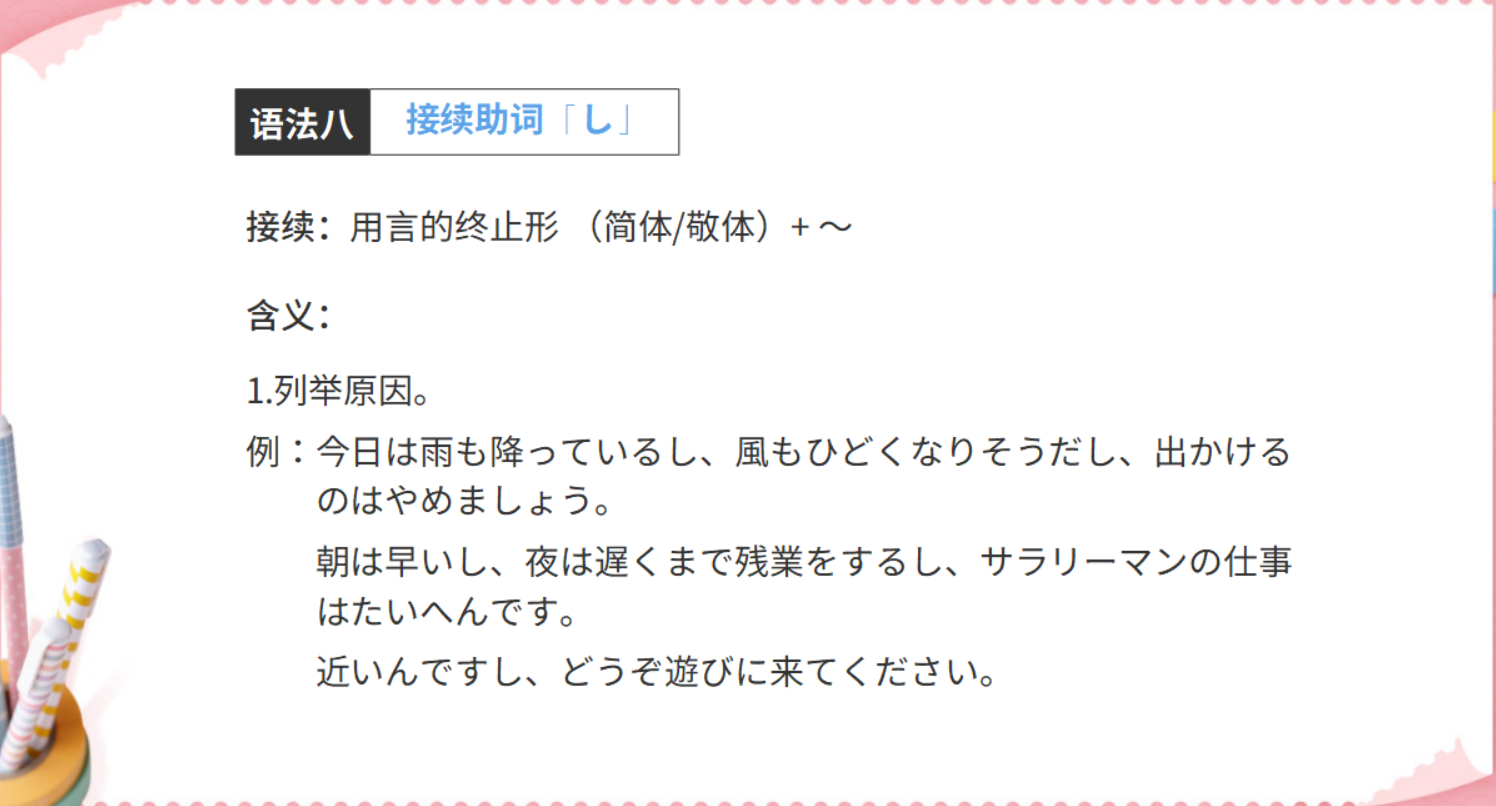 语法八 接续助词「し」
接续：用言的终止形 （简体/敬体）+ ～
含义：
1.列举原因。
例：今日は雨も降っているし、風もひどくなりそうだし、出かける
のはやめましょう。
朝は早いし、夜は遅くまで残業をするし、サラリーマンの仕事
はたいへんです。
近いんですし、どうぞ遊びに来てください。